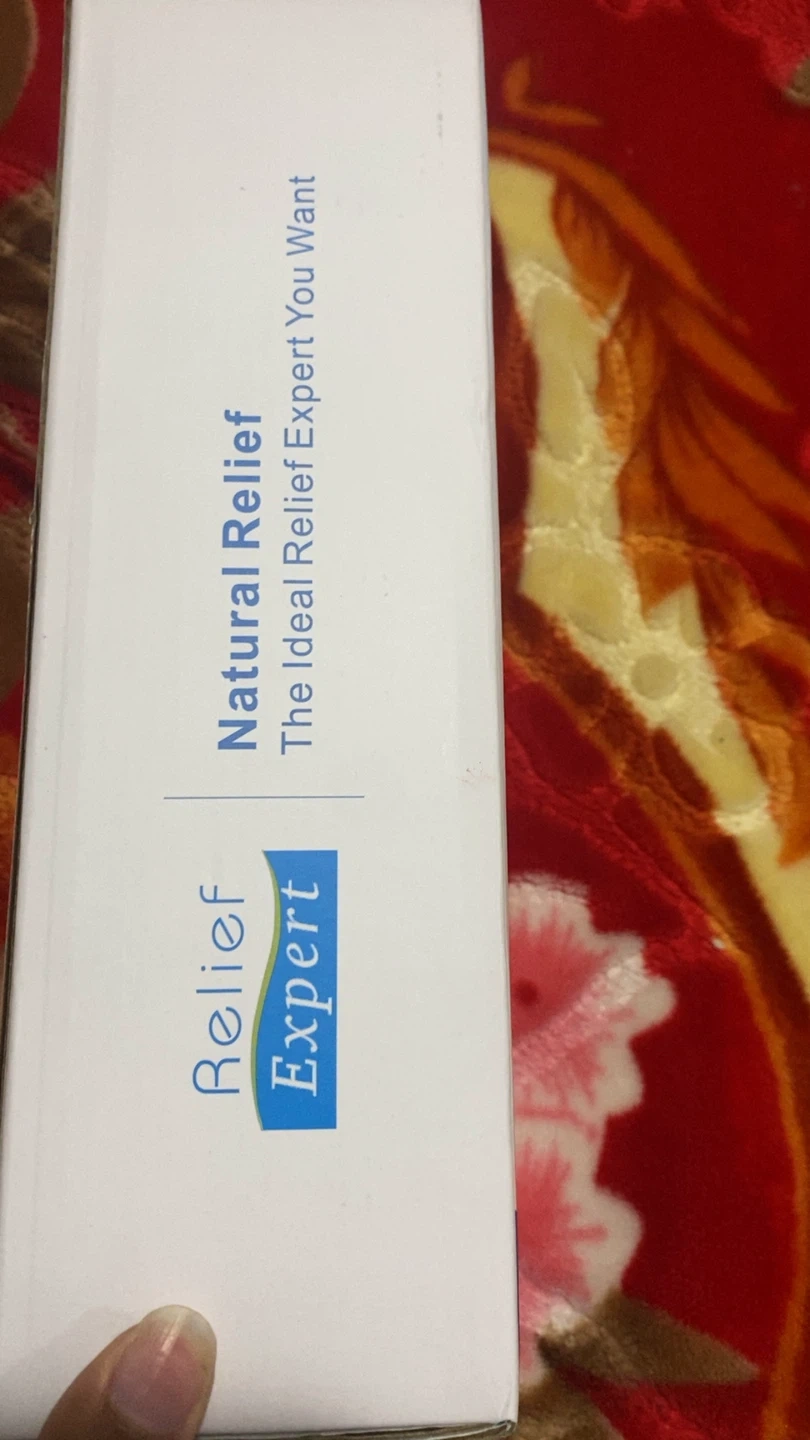 Relief
Expert
Natural Relief
The Ideal Relief Expert You Want